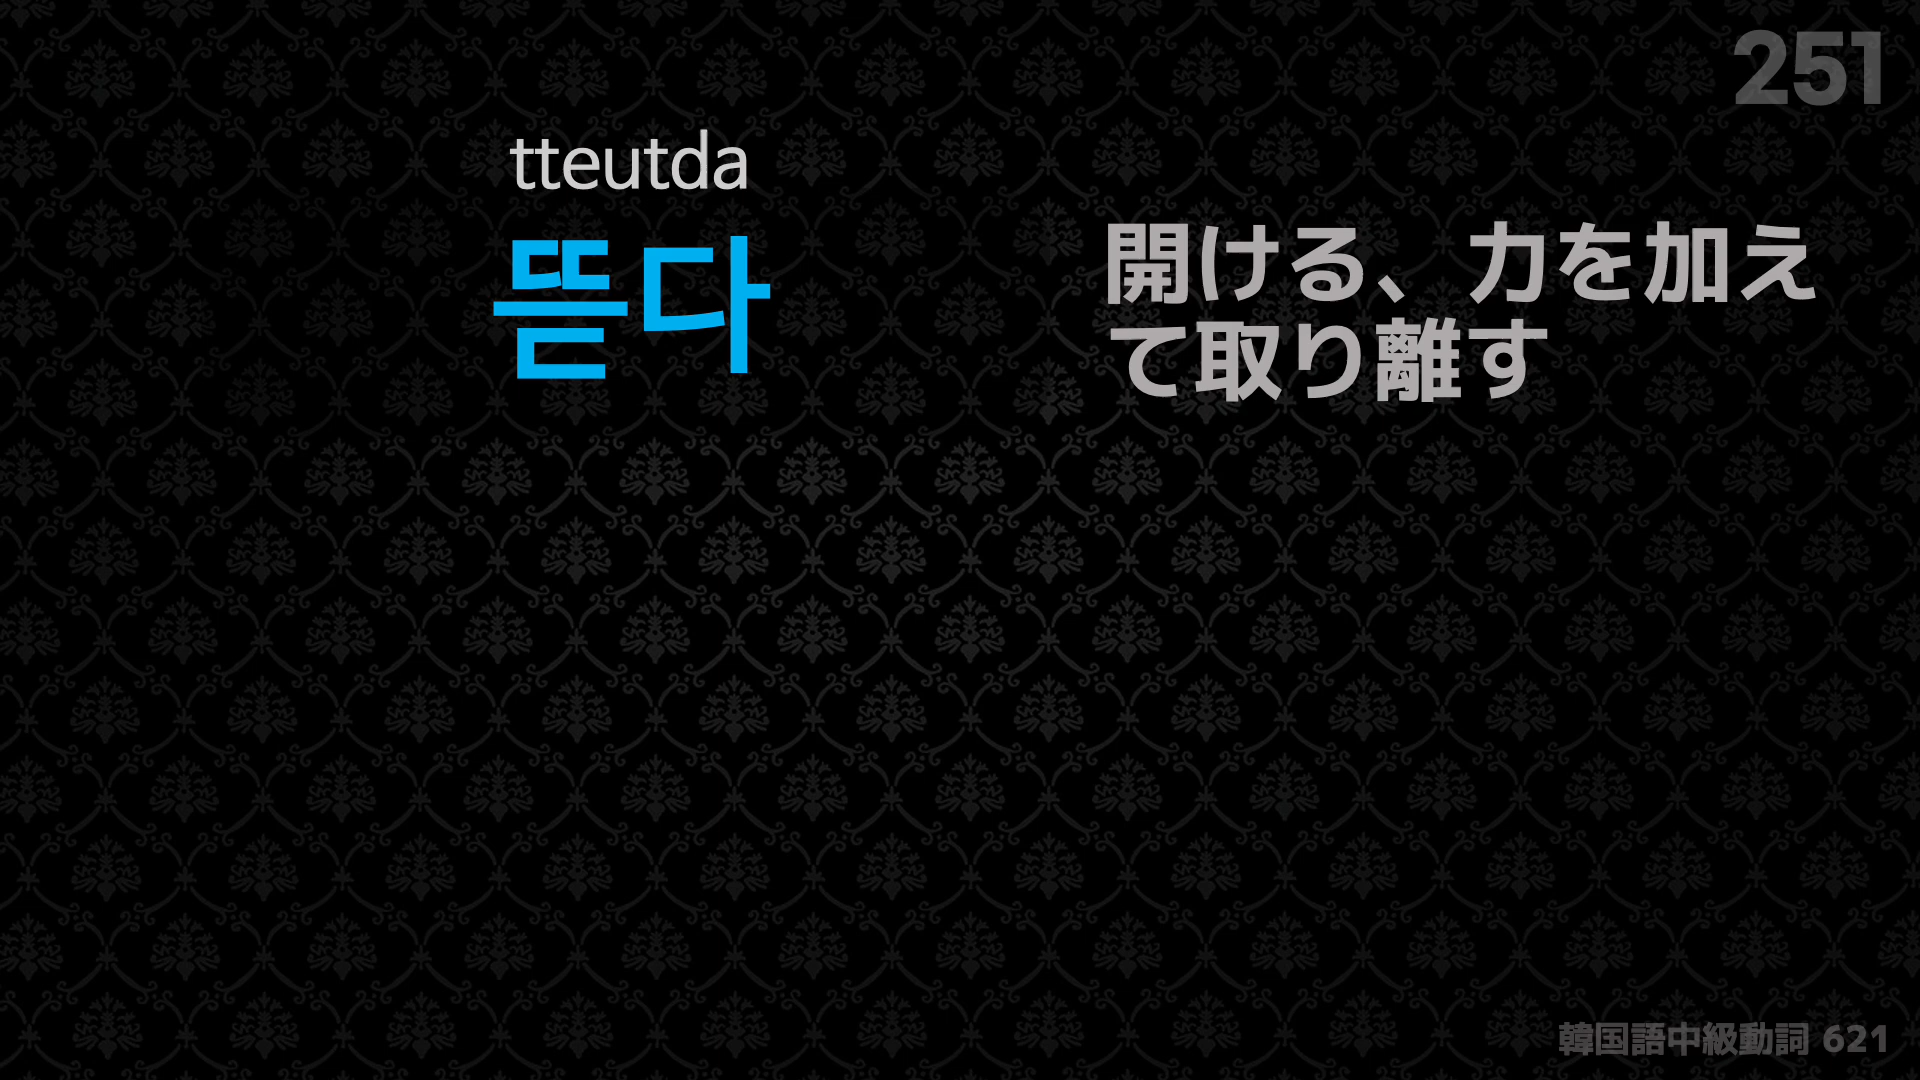 251
tteutda
뜯다
開ける、力を加え
て取り離す
韓国語中級動詞 621